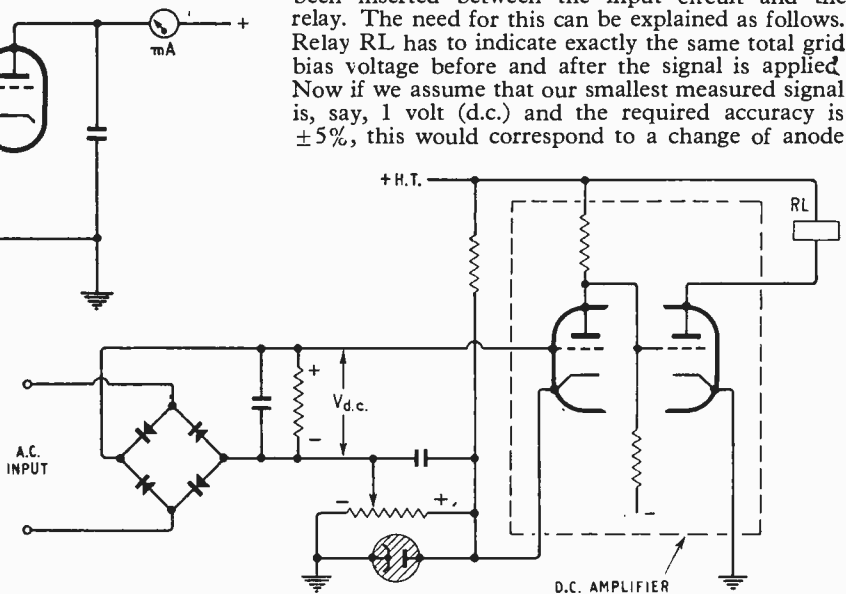 been inserted between the input circuit and the
relay. The need for this can be explained as follows.
Relay RL has to indicate exactly the same total grid
bias voltage before and after the signal is applied.
Now if we assume that our smallest measured signal
is, say, 1 volt (d.c.) and the required accuracy is
±5%, this would correspond to a change of anode
mA
+
+ H.T.
RL
+
V d.c.
−
A.C.
INPUT
−
+
−
D.C. AMPLIFIER